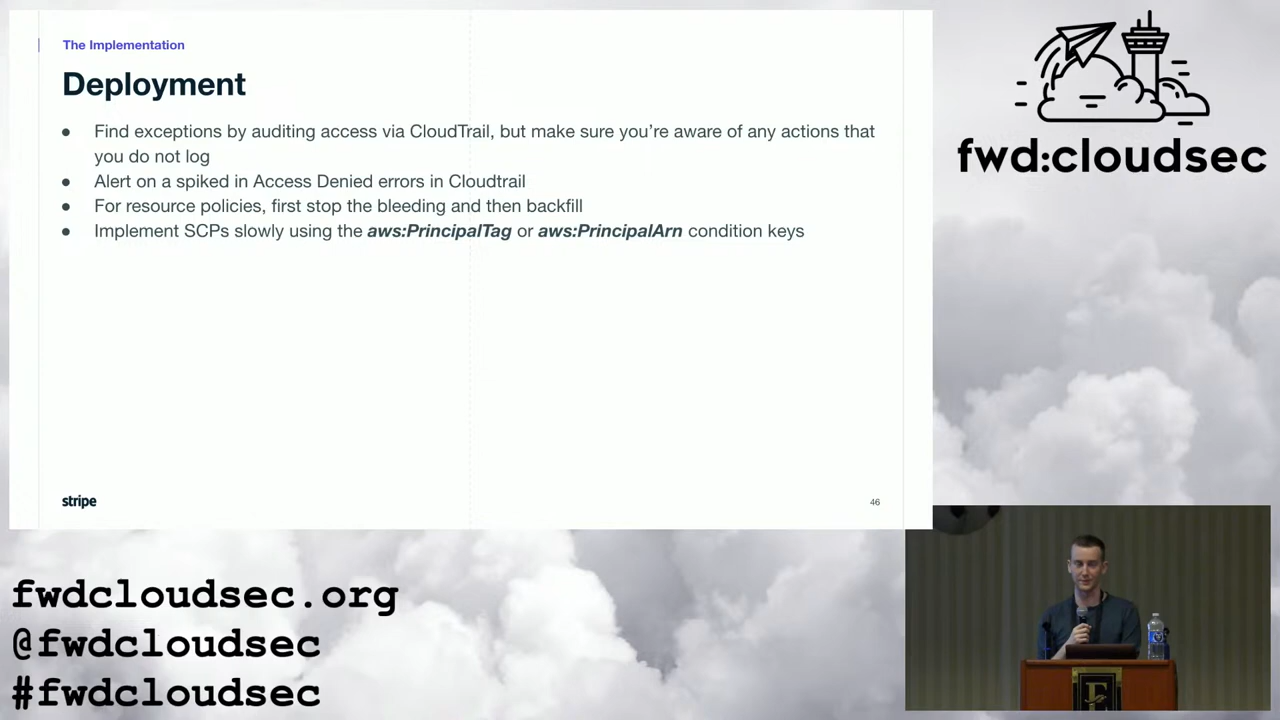 The Implementation
Deployment
● Find exceptions by auditing access via CloudTrail, but make sure you're aware of any actions that
you do not log
● Alert on a spiked in Access Denied errors in Cloudtrail
● For resource policies, first stop the bleeding and then backfill
● Implement SCPs slowly using the aws:PrincipalTag or aws:PrincipalArn condition keys
stripe
46
fwd:cloudsec
fwdcloudsec.org
@fwdcloudsec
#fwdcloudsec
E